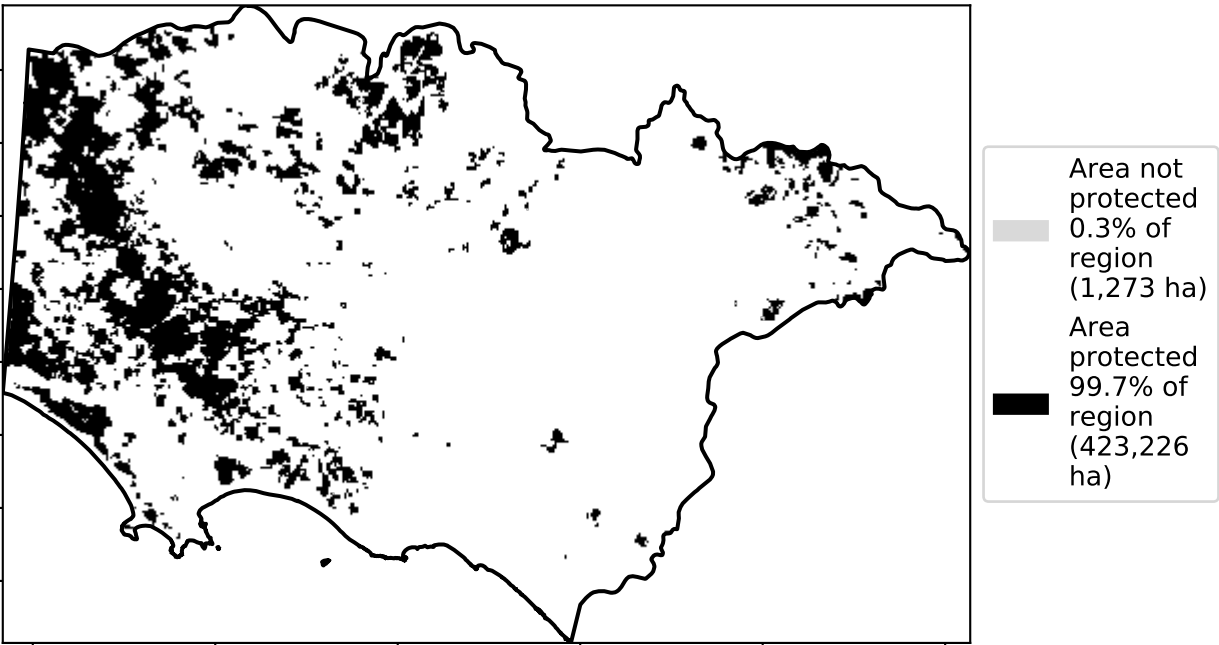 Area not
protected
0.3% of
region
(1,273 ha)
Area
protected
99.7% of
region
(423,226
ha)